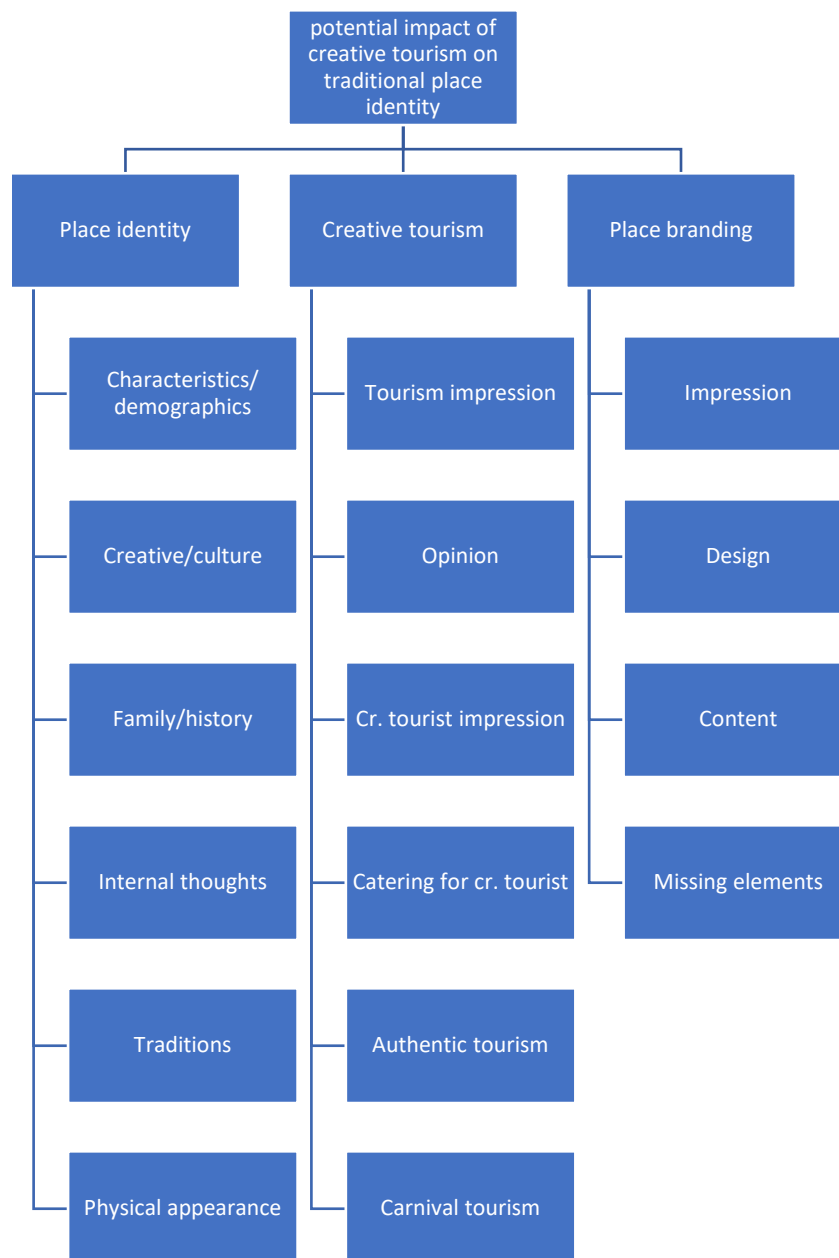 potential impact of
creative tourism on
traditional place
identity
Place identity
Creative tourism
Place branding
Characteristics/
demographics
Tourism impression
Impression
Creative/culture
Opinion
Design
Family/history
Cr. tourist impression
Content
Internal thoughts
Catering for cr. tourist
Missing elements
Traditions
Authentic tourism
Physical appearance
Carnival tourism